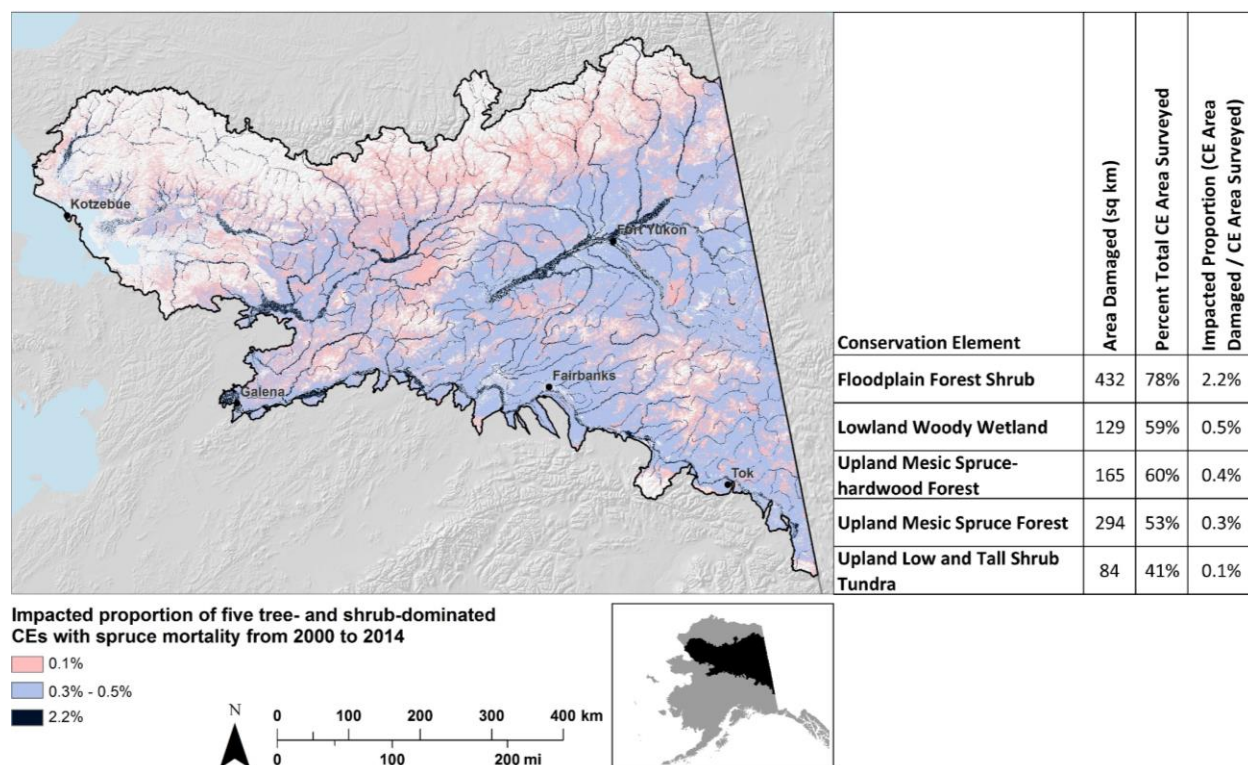 Kotzebue
Fort Yukon
Galena
Fairbanks
Tok
Conservation Element
Area Damaged (sq km)
Percent Total CE Area Surveyed
Impacted Proportion (CE Area
Damaged / CE Area Surveyed)
Floodplain Forest Shrub 432 78% 2.2%
Lowland Woody Wetland 129 59% 0.5%
Upland Mesic Spruce-
hardwood Forest 165 60% 0.4%
Upland Mesic Spruce Forest 294 53% 0.3%
Upland Low and Tall Shrub
Tundra 84 41% 0.1%
Impacted proportion of five tree- and shrub-dominated
CEs with spruce mortality from 2000 to 2014
0.1%
0.3% - 0.5%
2.2%
N
0 100 200 300 400 km
0 100 200 mi